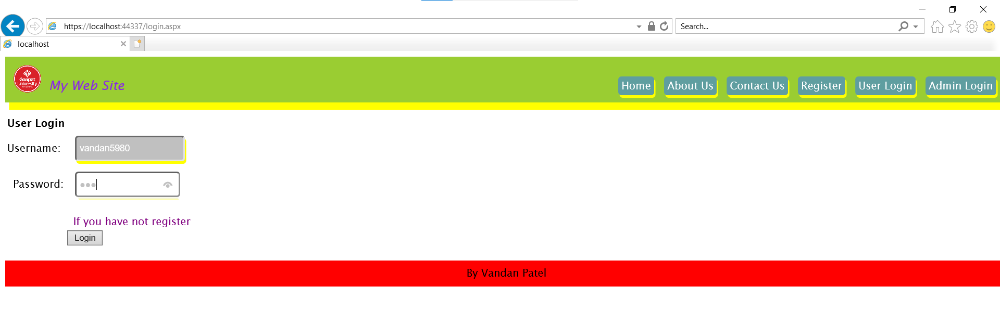 https://localhost:44337/login.aspx
Search...
localhost
Ganpat
University
My Web Site
Home
About Us
Contact Us
Register
User Login
Admin Login
User Login
Username:
vandan5980
Password:
If you have not register
Login
By Vandan Patel